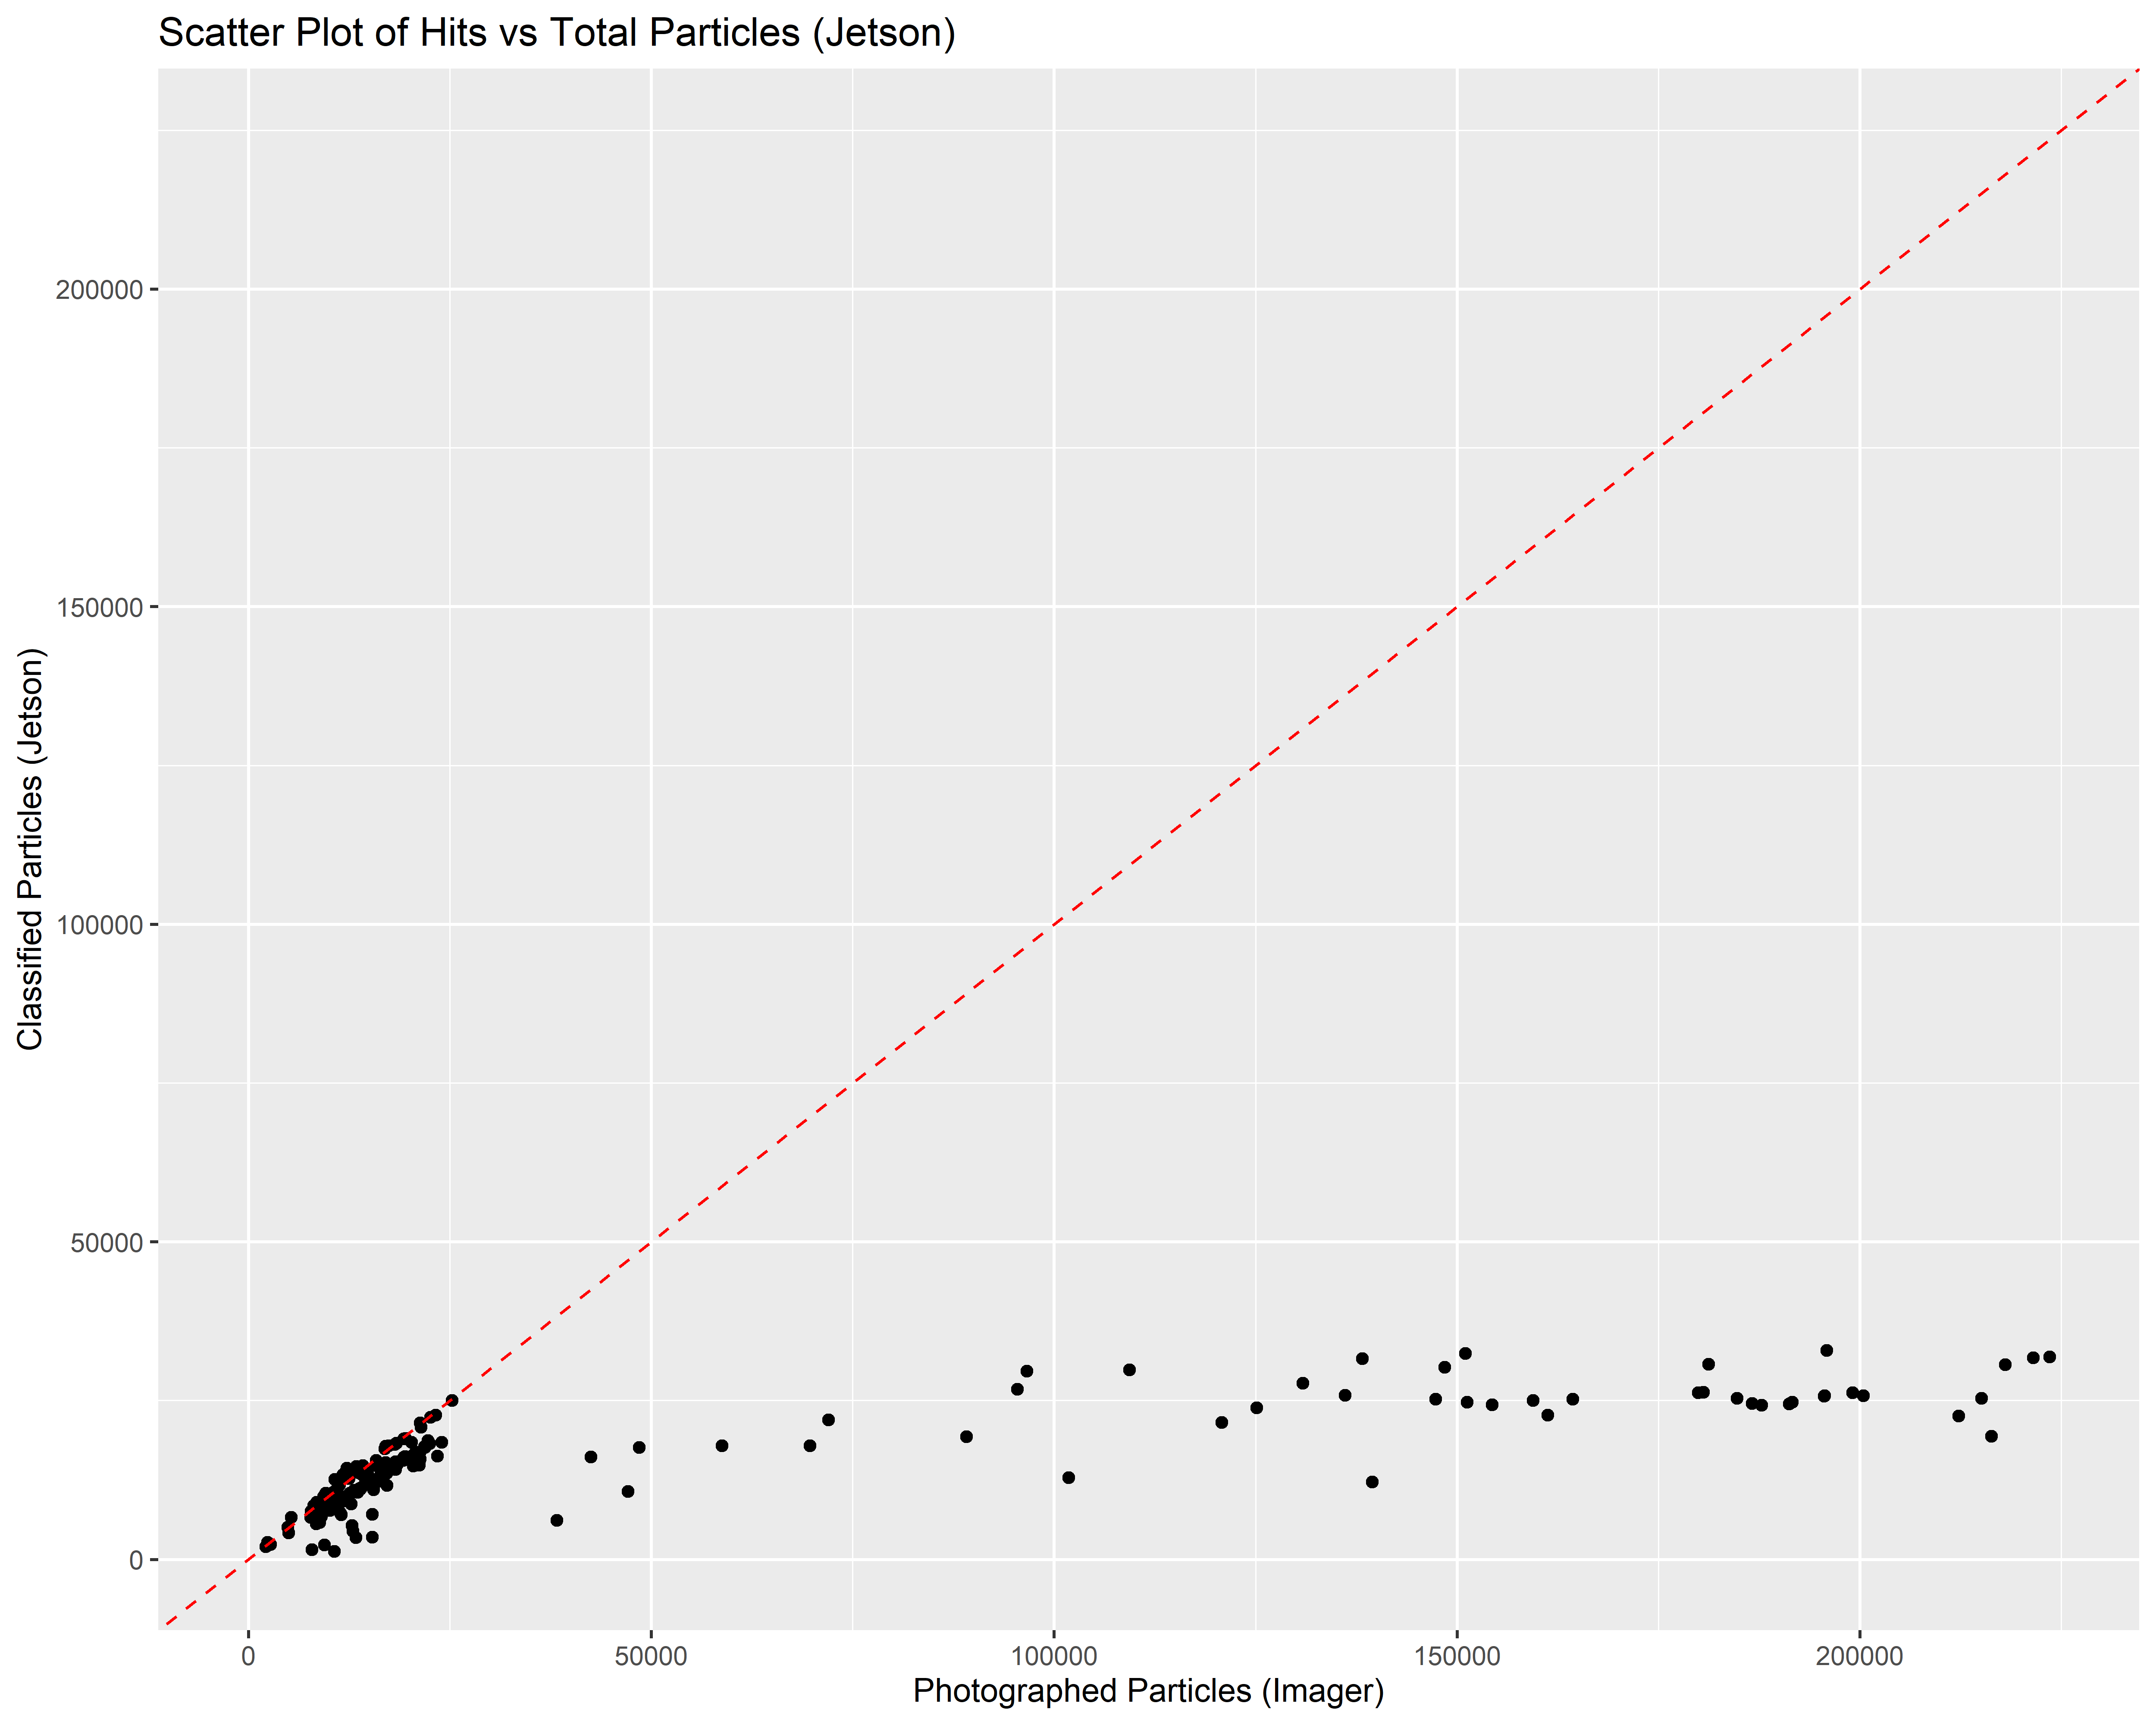 Scatter Plot of Hits vs Total Particles (Jetson)
Classified Particles (Jetson)
200000
150000
100000
50000
0
0 50000 100000 150000 200000
Photographed Particles (Imager)